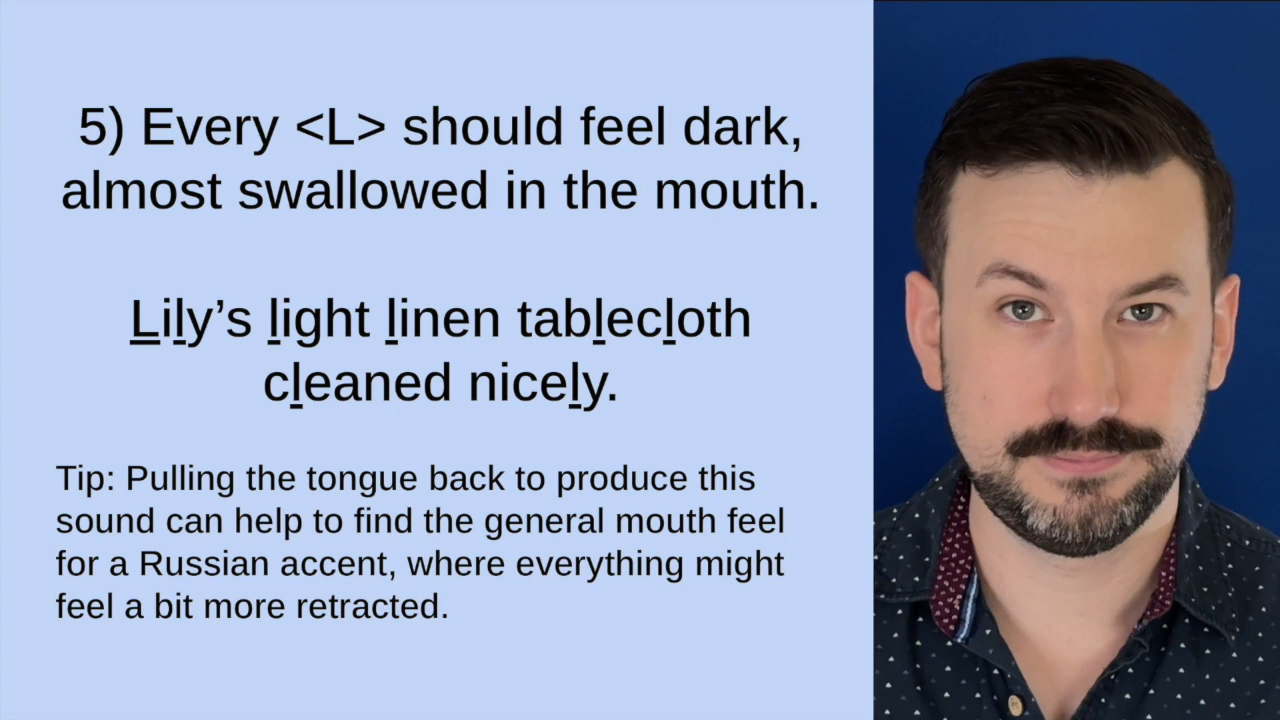 5) Every <L> should feel dark,
almost swallowed in the mouth.
Lily’s light linen tablecloth
cleaned nicely.
Tip: Pulling the tongue back to produce this
sound can help to find the general mouth feel
for a Russian accent, where everything might
feel a bit more retracted.